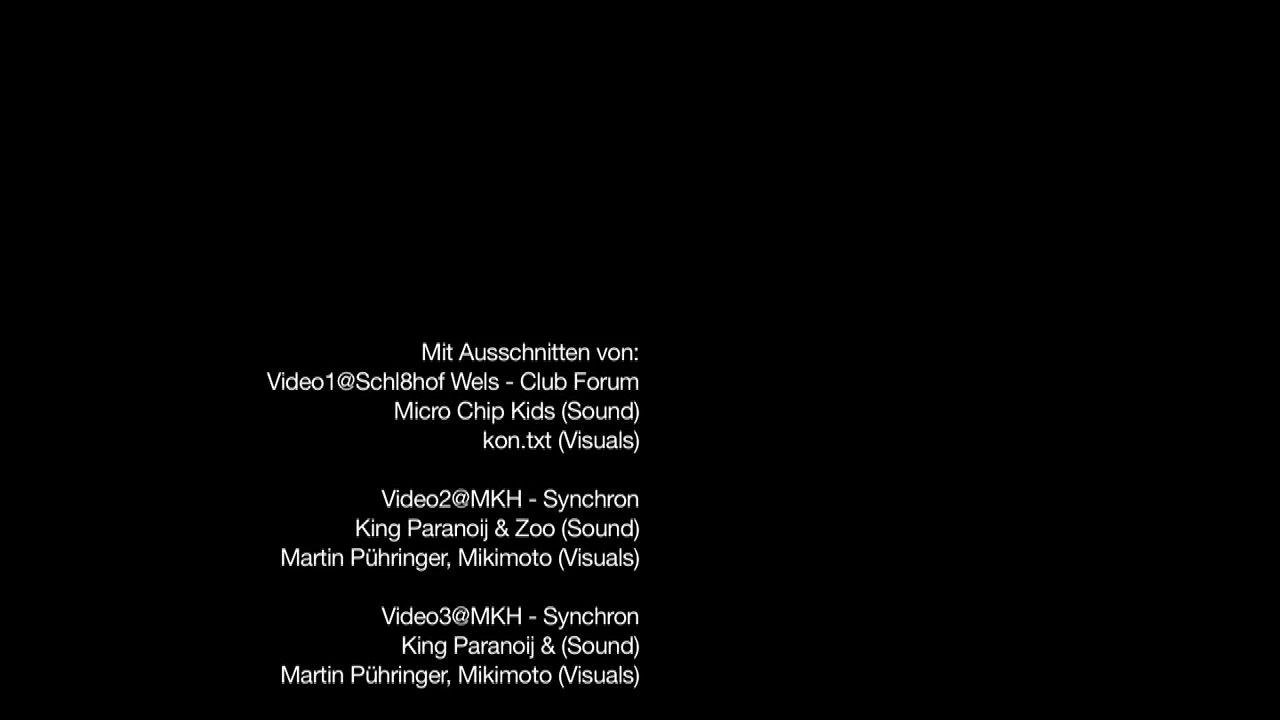 Mit Ausschnitten von:
Video1@Schl8hof Wels - Club Forum
Micro Chip Kids (Sound)
kon.txt (Visuals)
Video2@MKH - Synchron
King Paranoij & Zoo (Sound)
Martin Pühringer, Mikimoto (Visuals)
Video3@MKH - Synchron
King Paranoij & (Sound)
Martin Pühringer, Mikimoto (Visuals)